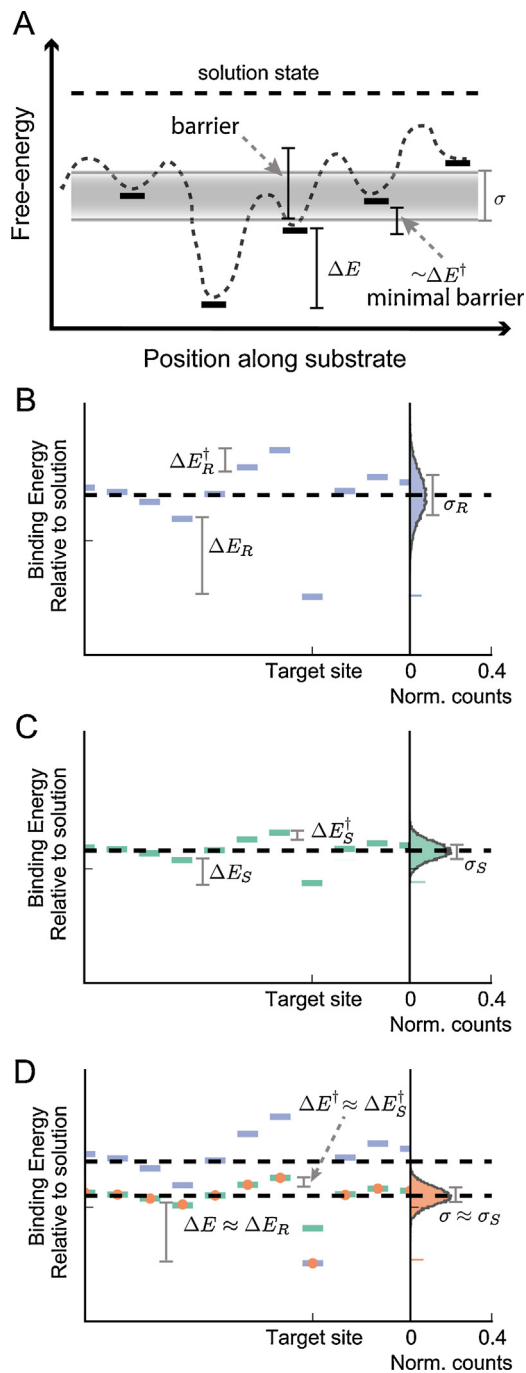 A
solution state
barrier
σ
ΔE
~ΔE†
minimal barrier
Free-energy
Position along substrate
B
Binding Energy
Relative to solution
ΔE†R
ΔER
σR
Target site
0
0.4
Norm. counts
C
Binding Energy
Relative to solution
ΔE†S
ΔES
σS
Target site
0
0.4
Norm. counts
D
Binding Energy
Relative to solution
ΔE† ≈ ΔE†S
ΔE ≈ ΔER
σ ≈ σS
Target site
0
0.4
Norm. counts